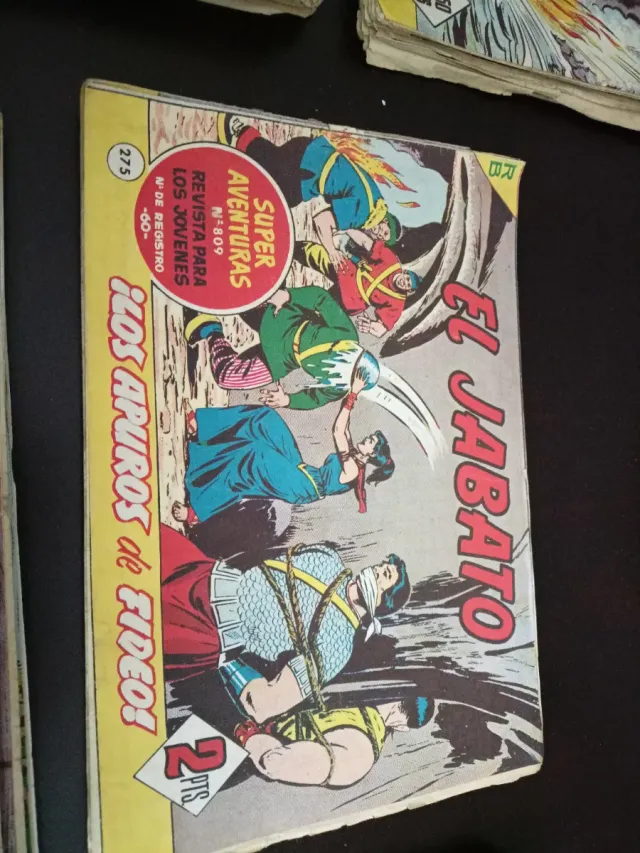 RB
EL JABATO
SUPER
AVENTURAS
Nº 809
REVISTA PARA
LOS JOVENES
Nº DE REGISTRO
-60-
275
¡LOS APUROS de FIDEO!
2 PTS